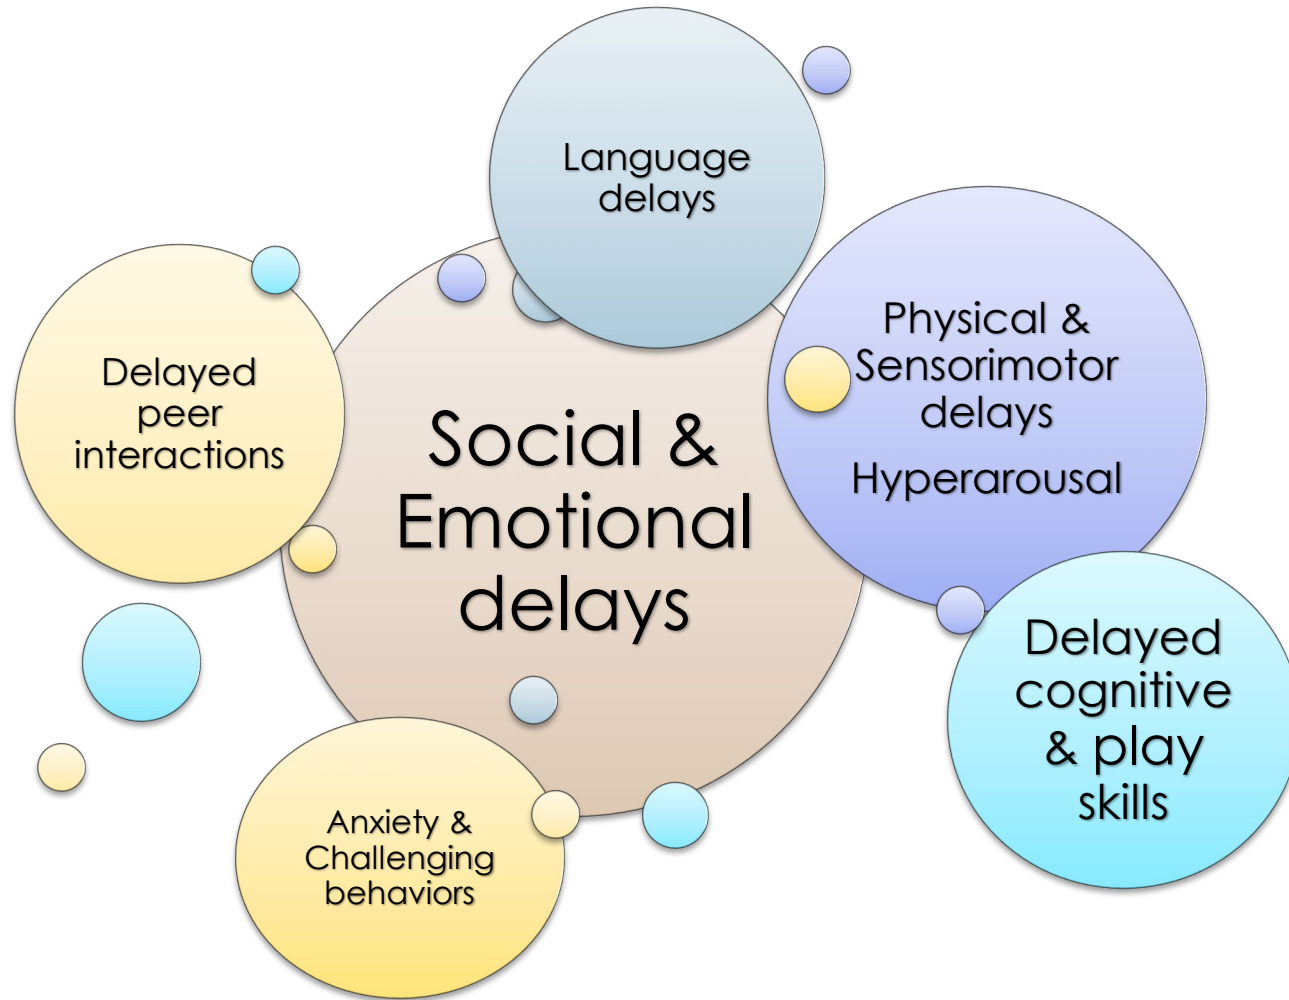 Language
delays
Physical &
Sensorimotor
delays
Hyperarousal
Delayed
peer
interactions
Social &
Emotional
delays
Delayed
cognitive
& play
skills
Anxiety &
Challenging
behaviors